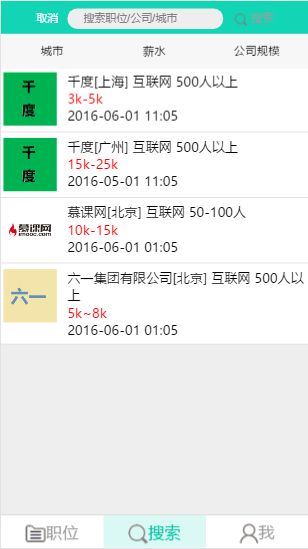 取消 搜索职位/公司/城市 搜索
城市 薪水 公司规模
千度
千度[上海] 互联网 500人以上
3k-5k
2016-06-01 11:05
千度
千度[广州] 互联网 500人以上
15k-25k
2016-05-01 11:05
慕课网
imooc.com
慕课网[北京] 互联网 50-100人
10k-15k
2016-06-01 01:05
六一
六一集团有限公司[北京] 互联网 500人以
上
5k~8k
2016-06-01 01:05
职位 搜索 我